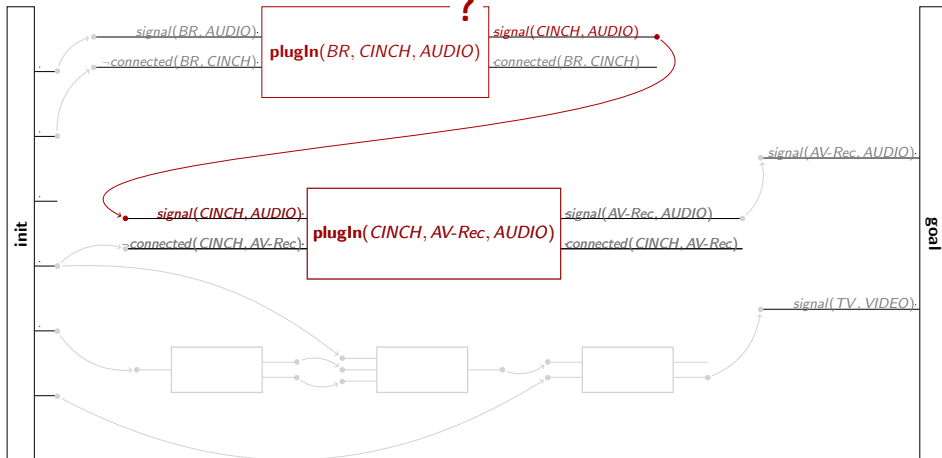 ?
signal(BR, AUDIO)
¬connected(BR, CINCH)
plugIn(BR, CINCH, AUDIO)
signal(CINCH, AUDIO)
connected(BR, CINCH)
signal(AV-Rec, AUDIO)
signal(CINCH, AUDIO)
¬connected(CINCH, AV-Rec)
plugIn(CINCH, AV-Rec, AUDIO)
signal(AV-Rec, AUDIO)
connected(CINCH, AV-Rec)
init
goal
signal(TV, VIDEO)